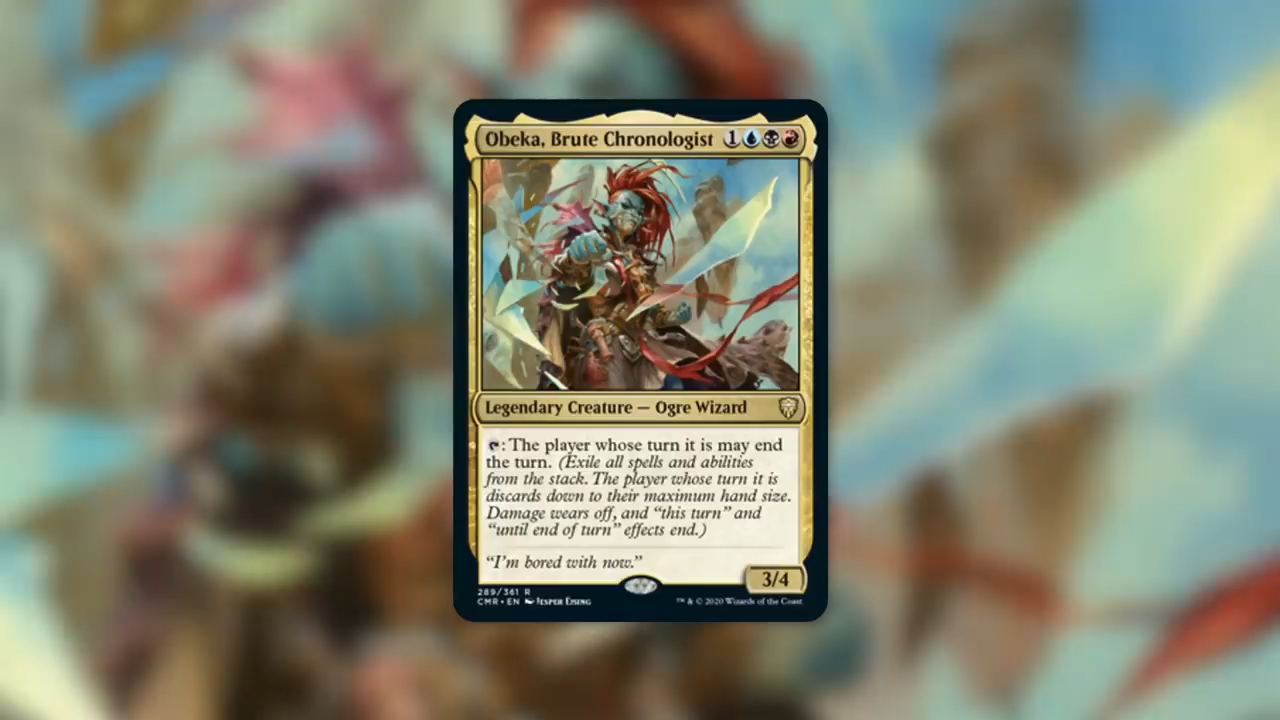 Obeka, Brute Chronologist 1
Legendary Creature — Ogre Wizard
: The player whose turn it is may end
the turn. (Exile all spells and abilities
from the stack. The player whose turn it is
discards down to their maximum hand size.
Damage wears off, and “this turn” and
“until end of turn” effects end.)
“I’m bored with now.”
3/4
289/361 R
CMR • EN Jesper Ejsing
™ & © 2020 Wizards of the Coast